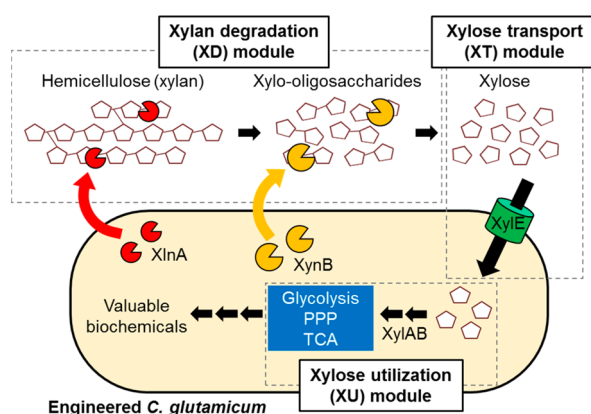 Xylan degradation
(XD) module
Xylose transport
(XT) module
Hemicellulose (xylan)
Xylo-oligosaccharides
Xylose
XylE
XlnA
XynB
Valuable
biochemicals
Glycolysis
PPP
TCA
XylAB
Xylose utilization
(XU) module
Engineered C. glutamicum